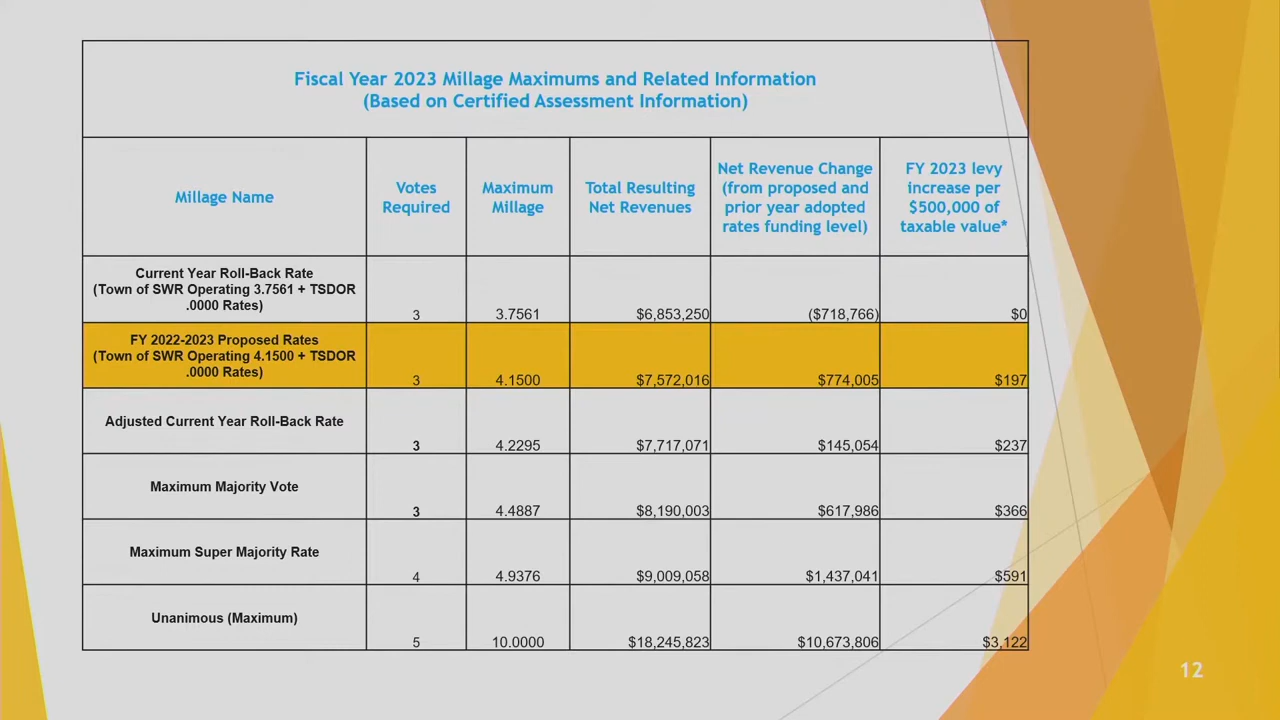 Fiscal Year 2023 Millage Maximums and Related Information
(Based on Certified Assessment Information)
Millage Name
Votes
Required
Maximum
Millage
Total Resulting
Net Revenues
Net Revenue Change
(from proposed and
prior year adopted
rates funding level)
FY 2023 levy
increase per
$500,000 of
taxable value*
Current Year Roll-Back Rate
(Town of SWR Operating 3.7561 + TSDOR
.0000 Rates)
3
3.7561
$6,853,250
($718,766)
$0
FY 2022-2023 Proposed Rates
(Town of SWR Operating 4.1500 + TSDOR
.0000 Rates)
3
4.1500
$7,572,016
$774,005
$197
Adjusted Current Year Roll-Back Rate
3
4.2295
$7,717,071
$145,054
$237
Maximum Majority Vote
3
4.4887
$8,190,003
$617,986
$366
Maximum Super Majority Rate
4
4.9376
$9,009,058
$1,437,041
$591
Unanimous (Maximum)
5
10.0000
$18,245,823
$10,673,806
$3,122
12